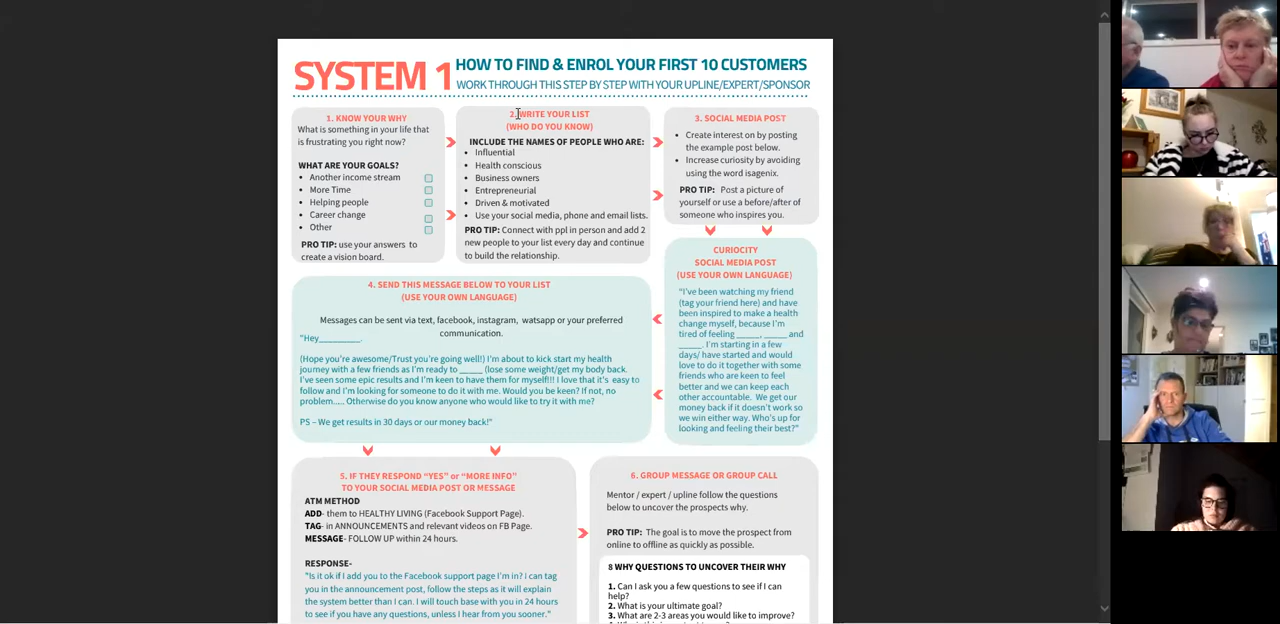 SYSTEM 1
HOW TO FIND & ENROL YOUR FIRST 10 CUSTOMERS
WORK THROUGH THIS STEP BY STEP WITH YOUR UPLINE/EXPERT/SPONSOR
1. KNOW YOUR WHY
What is something in your life that
is frustrating you right now?
WHAT ARE YOUR GOALS?
• Another income stream
• More Time
• Helping people
• Career change
• Other
PRO TIP: use your answers to
create a vision board.
2. WRITE YOUR LIST
(WHO DO YOU KNOW)
INCLUDE THE NAMES OF PEOPLE WHO ARE:
• Influential
• Health conscious
• Business owners
• Entrepreneurial
• Driven & motivated
• Use your social media, phone and email lists.
PRO TIP: Connect with ppl in person and add 2
new people to your list every day and continue
to build the relationship.
3. SOCIAL MEDIA POST
• Create interest on by posting
the example post below.
• Increase curiosity by avoiding
using the word isagenix.
PRO TIP: Post a picture of
yourself or use a before/after of
someone who inspires you.
CURIOCITY
SOCIAL MEDIA POST
(USE YOUR OWN LANGUAGE)
"I've been watching my friend
(tag your friend here) and have
been inspired to make a health
change myself, because I'm
tired of feeling _____, _____ and
_____. I'm starting in a few
days/ have started and would
love to do it together with some
friends who are keen to feel
better and we can keep each
other accountable. We get our
money back if it doesn't work so
we win either way. Who's up for
looking and feeling their best?"
4. SEND THIS MESSAGE BELOW TO YOUR LIST
(USE YOUR OWN LANGUAGE)
Messages can be sent via text, facebook, instagram, watsapp or your preferred
communication.
"Hey_________.
(Hope you're awesome/Trust you're going well!) I'm about to kick start my health
journey with a few friends as I'm ready to _____ (lose some weight/get my body back.
I've seen some epic results and I'm keen to have them for myself!!! I love that it's easy to
follow and I'm looking for someone to do it with me. Would you be keen? If not, no
problem..... Otherwise do you know anyone who would like to try it with me?
PS – We get results in 30 days or our money back!"
5. IF THEY RESPOND "YES" or "MORE INFO"
TO YOUR SOCIAL MEDIA POST OR MESSAGE
ATM METHOD
ADD- them to HEALTHY LIVING (Facebook Support Page).
TAG- in ANNOUNCEMENTS and relevant videos on FB Page.
MESSAGE- FOLLOW UP within 24 hours.
RESPONSE-
"Is it ok if I add you to the Facebook support page I'm in? I can tag
you in the announcement post, follow the steps as it will explain
the system better than I can. I will touch base with you in 24 hours
to see if you have any questions, unless I hear from you sooner."
6. GROUP MESSAGE OR GROUP CALL
Mentor / expert / upline follow the questions
below to uncover the prospects why.
PRO TIP: The goal is to move the prospect from
online to offline as quickly as possible.
8 WHY QUESTIONS TO UNCOVER THEIR WHY
1. Can I ask you a few questions to see if I can
help?
2. What is your ultimate goal?
3. What are 2-3 areas you would like to improve?